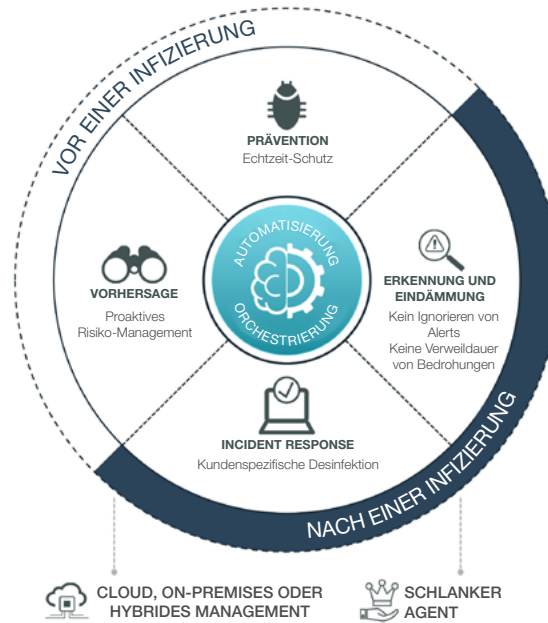 VOR EINER INFIZIERUNG
PRÄVENTION
Echtzeit-Schutz
AUTOMATISIERUNG
ORCHESTRIERUNG
VORHERSAGE
Proaktives
Risiko-Management
ERKENNUNG UND
EINDÄMMUNG
Kein Ignorieren von
Alerts
Keine Verweildauer
von Bedrohungen
INCIDENT RESPONSE
Kundenspezifische Desinfektion
NACH EINER INFIZIERUNG
CLOUD, ON-PREMISES ODER
HYBRIDES MANAGEMENT
SCHLANKER
AGENT